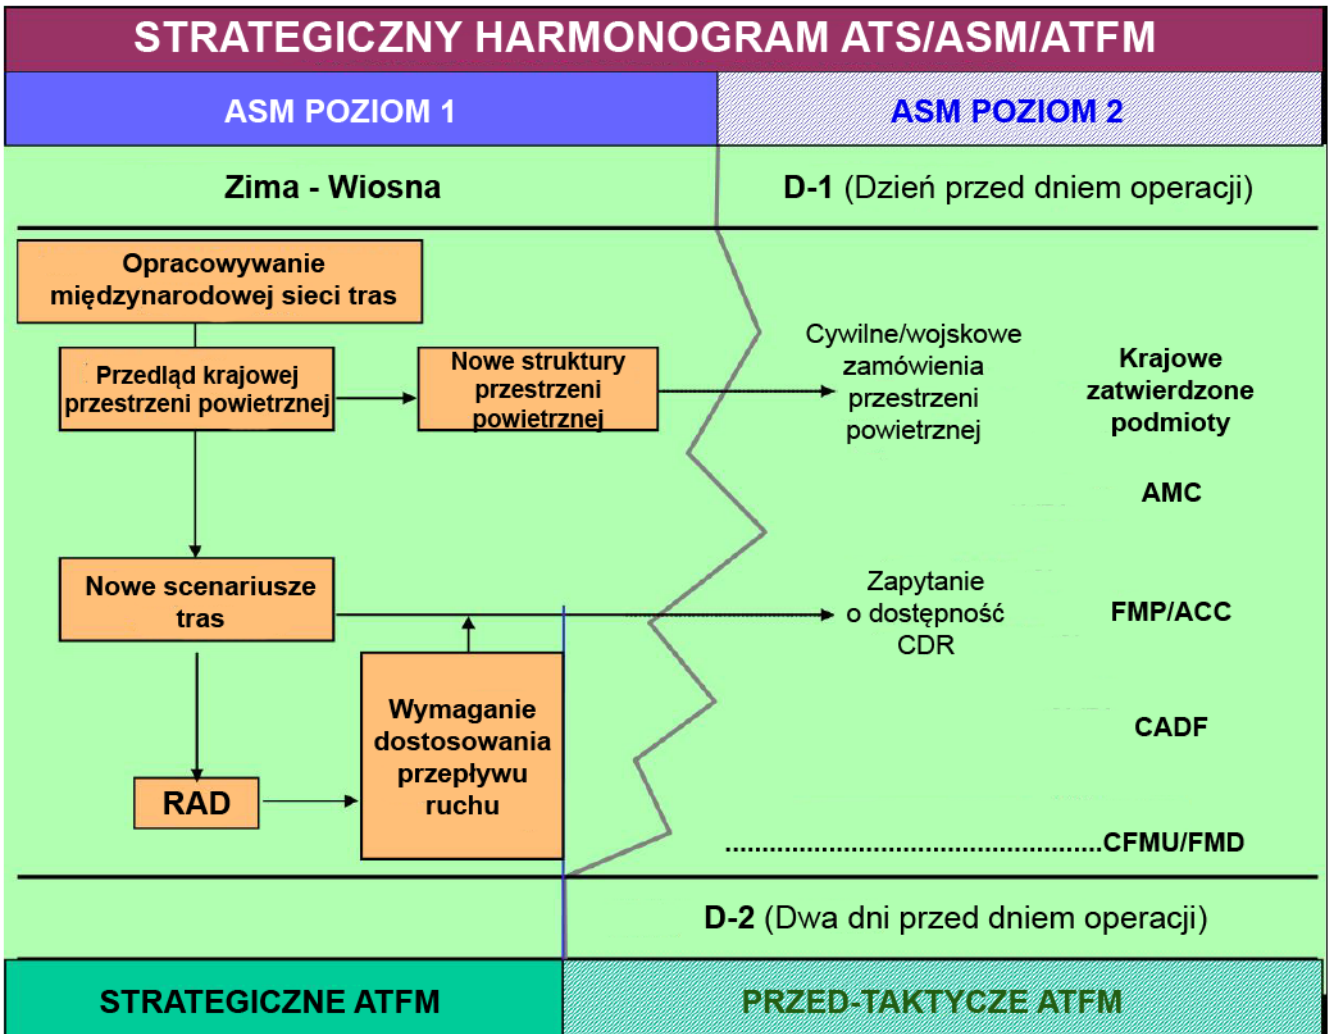 STRATEGICZNY HARMONOGRAM ATS/ASM/ATFM
ASM POZIOM 1
ASM POZIOM 2
Zima - Wiosna
D-1 (Dzień przed dniem operacji)
Opracowywanie
międzynarodowej sieci tras
Przedląd krajowej
przestrzeni powietrznej
Nowe struktury
przestrzeni
powietrznej
Cywilne/wojskowe
zamówienia
przestrzeni
powietrznej
Krajowe
zatwierdzone
podmioty
AMC
Nowe scenariusze
tras
Zapytanie
o dostępność
CDR
FMP/ACC
Wymaganie
dostosowania
przepływu
ruchu
RAD
CADF
CFMU/FMD
D-2 (Dwa dni przed dniem operacji)
STRATEGICZNE ATFM
PRZED-TAKTYCZE ATFM